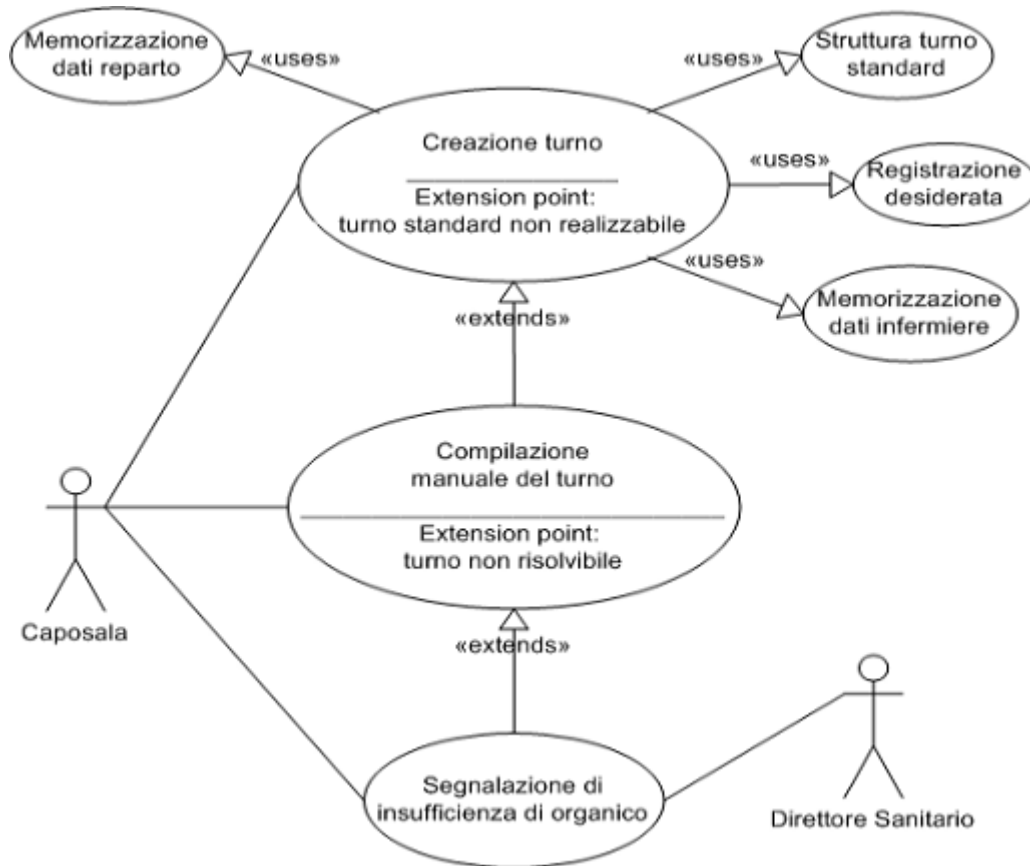 Memorizzazione
dati reparto
«uses»
«uses»
Struttura turno
standard
Creazione turno
Extension point:
turno standard non realizzabile
«uses»
Registrazione
desiderata
«uses»
Memorizzazione
dati infermiere
«extends»
Compilazione
manuale del turno
Extension point:
turno non risolvibile
Caposala
«extends»
Segnalazione di
insufficienza di organico
Direttore Sanitario